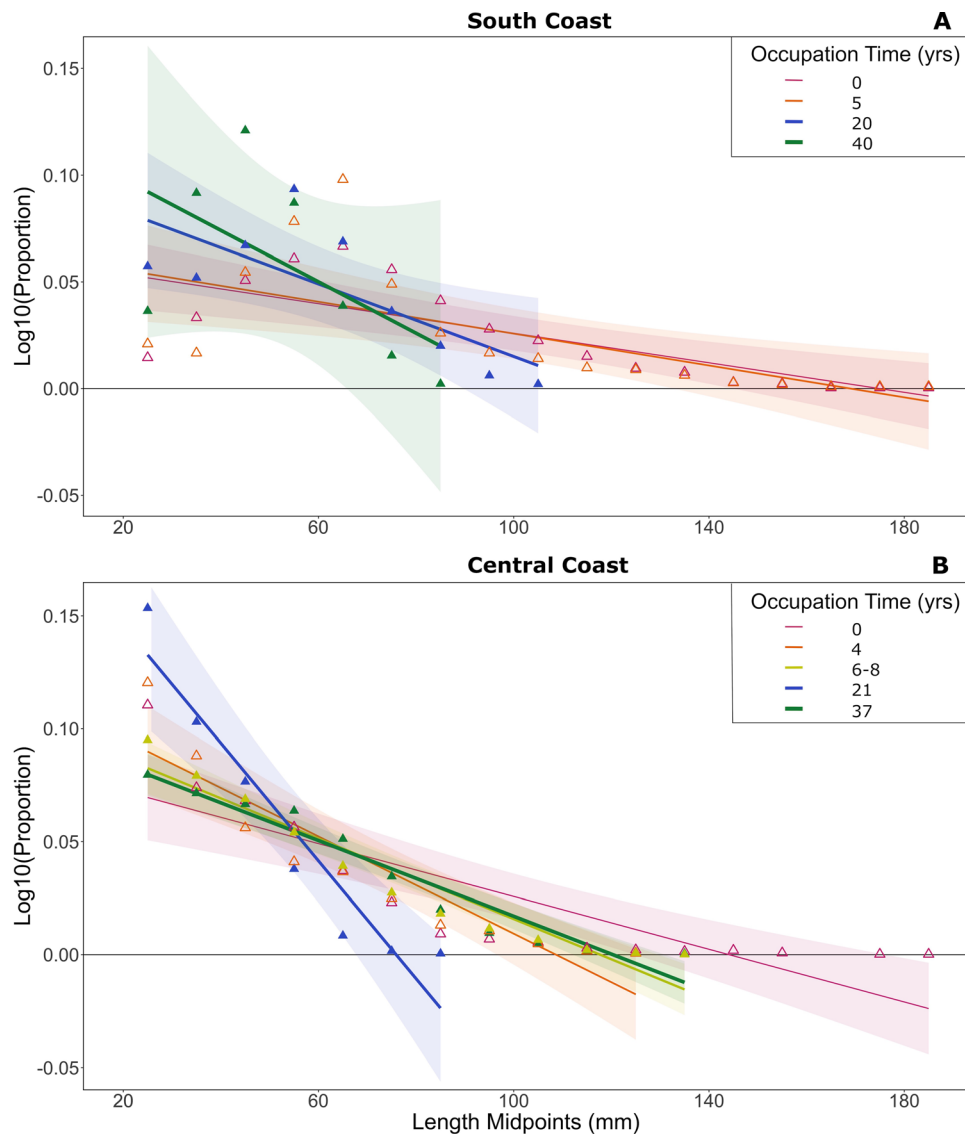 South Coast
A
Occupation Time (yrs)
0
5
20
40
0.15
0.10
0.05
0.00
-0.05
Log10(Proportion)
20 60 100 140 180
Central Coast
B
Occupation Time (yrs)
0
4
6-8
21
37
0.15
0.10
0.05
0.00
-0.05
Log10(Proportion)
20 60 100 140 180
Length Midpoints (mm)